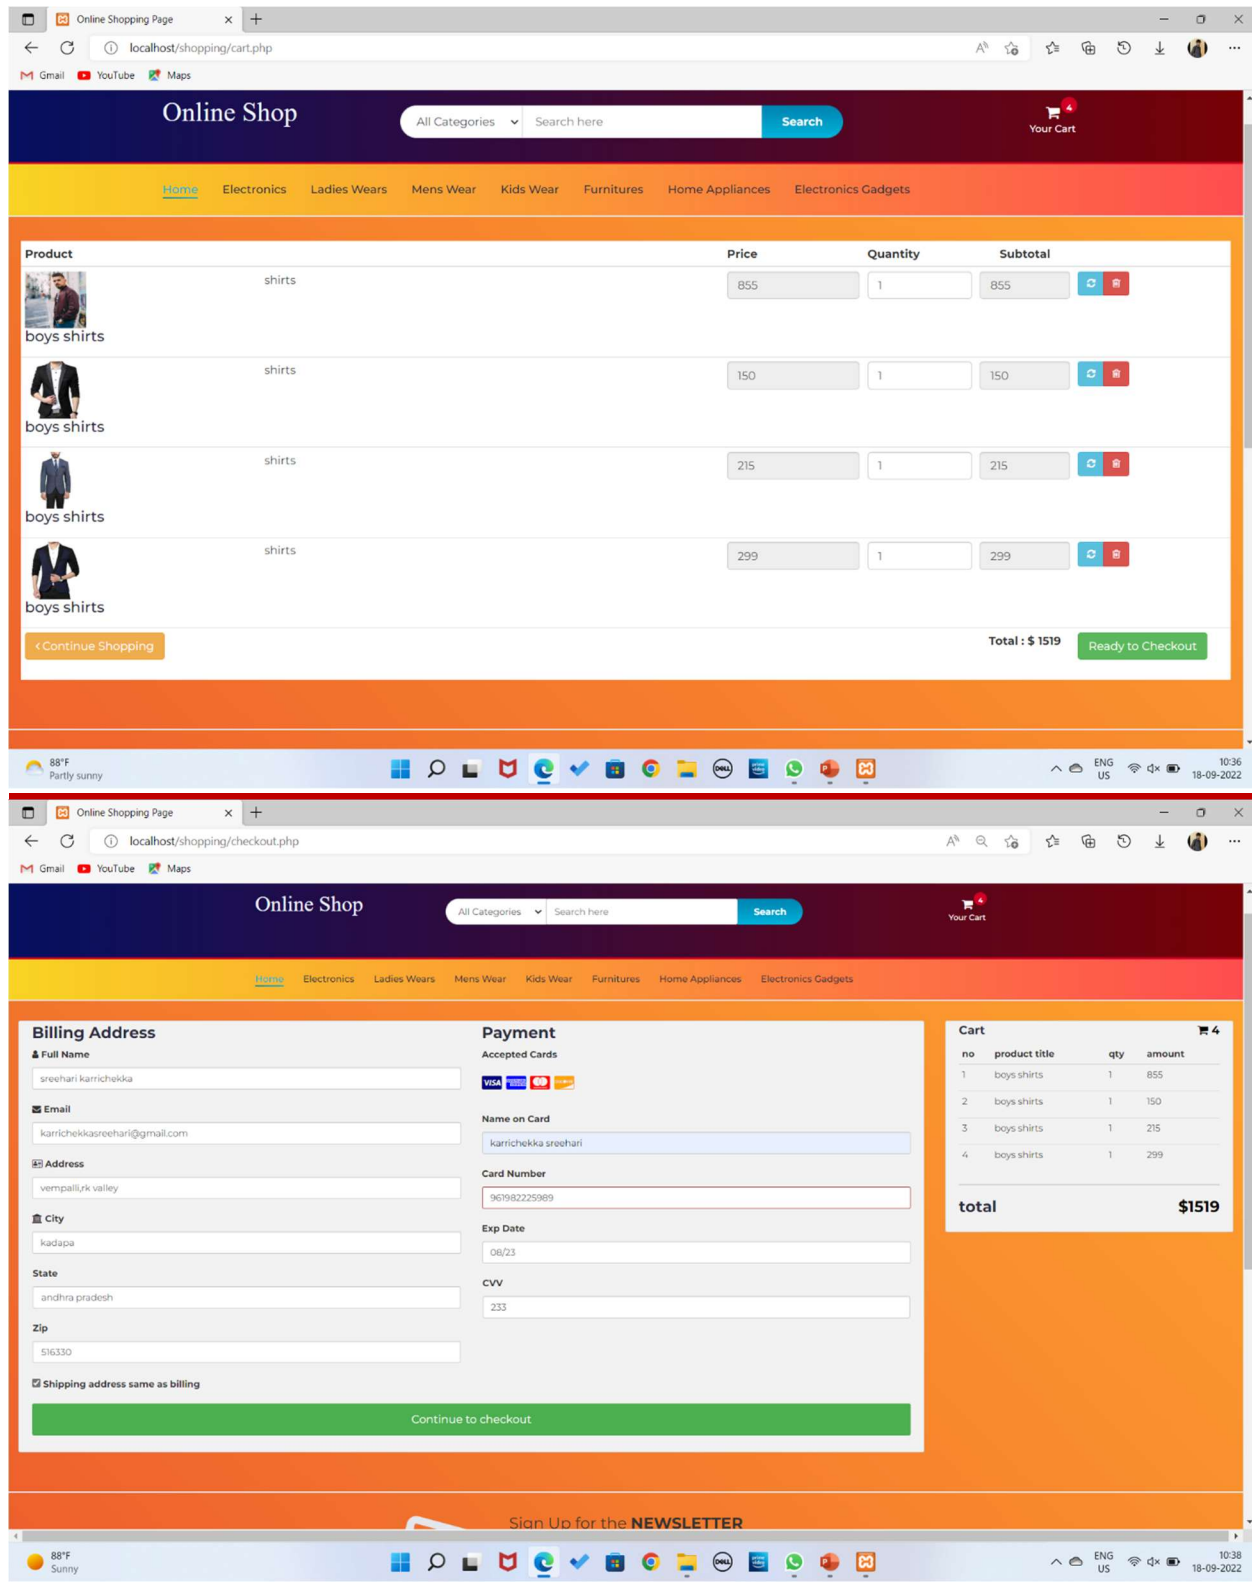 Online Shopping Page
localhost/shopping/cart.php
Gmail YouTube Maps
Online Shop All Categories Search here Search 4
Your Cart
Home Electronics Ladies Wears Mens Wear Kids Wear Furnitures Home Appliances Electronics Gadgets
Product Price Quantity Subtotal
shirts 855 1 855
boys shirts
shirts 150 1 150
boys shirts
shirts 215 1 215
boys shirts
shirts 299 1 299
boys shirts
Continue Shopping Total : $ 1519 Ready to Checkout
88°F
Partly sunny
ENG
US
10:36
18-09-2022
Online Shopping Page
localhost/shopping/checkout.php
Gmail YouTube Maps
Online Shop All Categories Search here Search 4
Your Cart
Home Electronics Ladies Wears Mens Wear Kids Wear Furnitures Home Appliances Electronics Gadgets
Billing Address
Full Name
sreehari karrichekka
Email
karrichekkasreehari@gmail.com
Address
vempalli,rk valley
City
kadapa
State
andhra pradesh
Zip
516330
Shipping address same as billing
Payment
Accepted Cards
VISA
Name on Card
karrichekka sreehari
Card Number
961982225989
Exp Date
08/23
CVV
233
Continue to checkout
Cart 4
no product title qty amount
1 boys shirts 1 855
2 boys shirts 1 150
3 boys shirts 1 215
4 boys shirts 1 299
total $1519
Sign Up for the NEWSLETTER
88°F
Sunny
ENG
US
10:38
18-09-2022